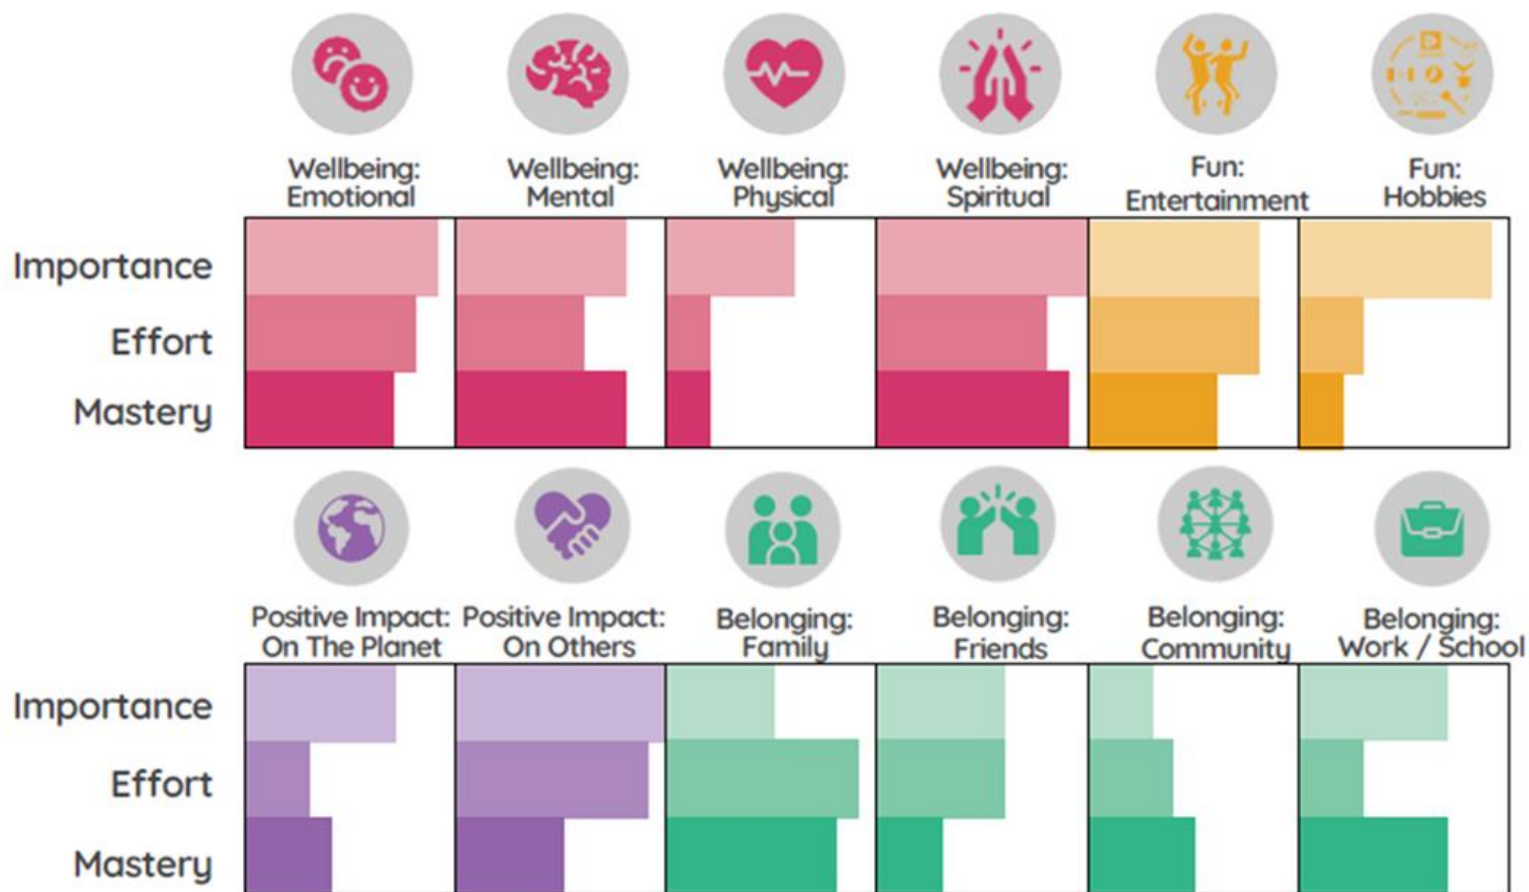 Wellbeing:
Emotional
Wellbeing:
Mental
Wellbeing:
Physical
Wellbeing:
Spiritual
Fun:
Entertainment
Fun:
Hobbies
Importance
Effort
Mastery
Positive Impact:
On The Planet
Positive Impact:
On Others
Belonging:
Family
Belonging:
Friends
Belonging:
Community
Belonging:
Work / School
Importance
Effort
Mastery